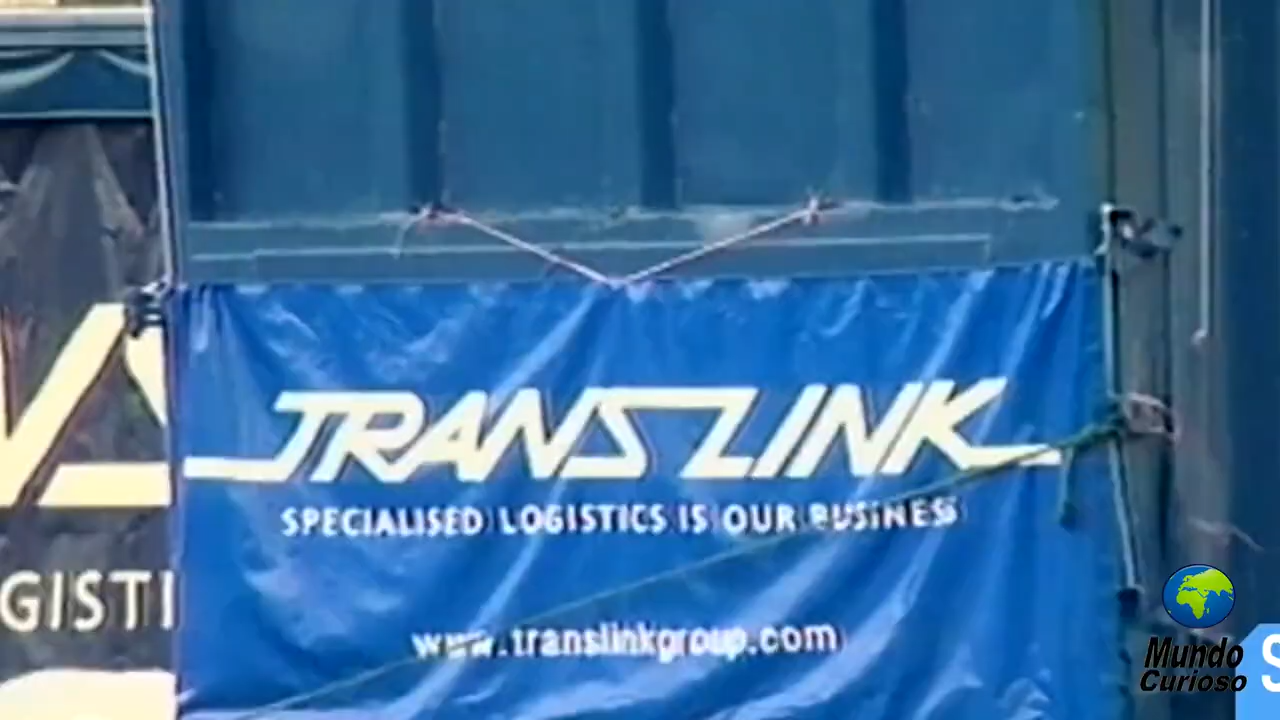 TRANSLINK
SPECIALISED LOGISTICS IS OUR BUSINESS
www.translinkgroup.com
GISTI
Mundo
Curioso
S